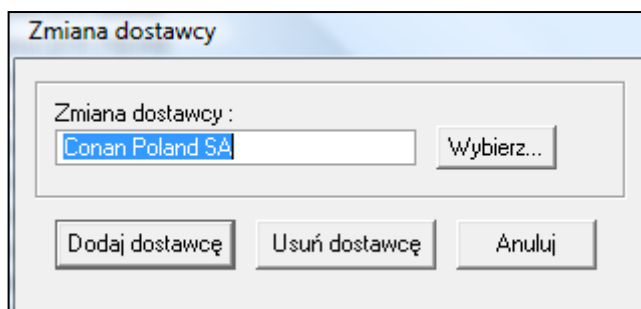 Zmiana dostawcy
Zmiana dostawcy :
Conan Poland SA
Wybierz...
Dodaj dostawcę
Usuń dostawcę
Anuluj